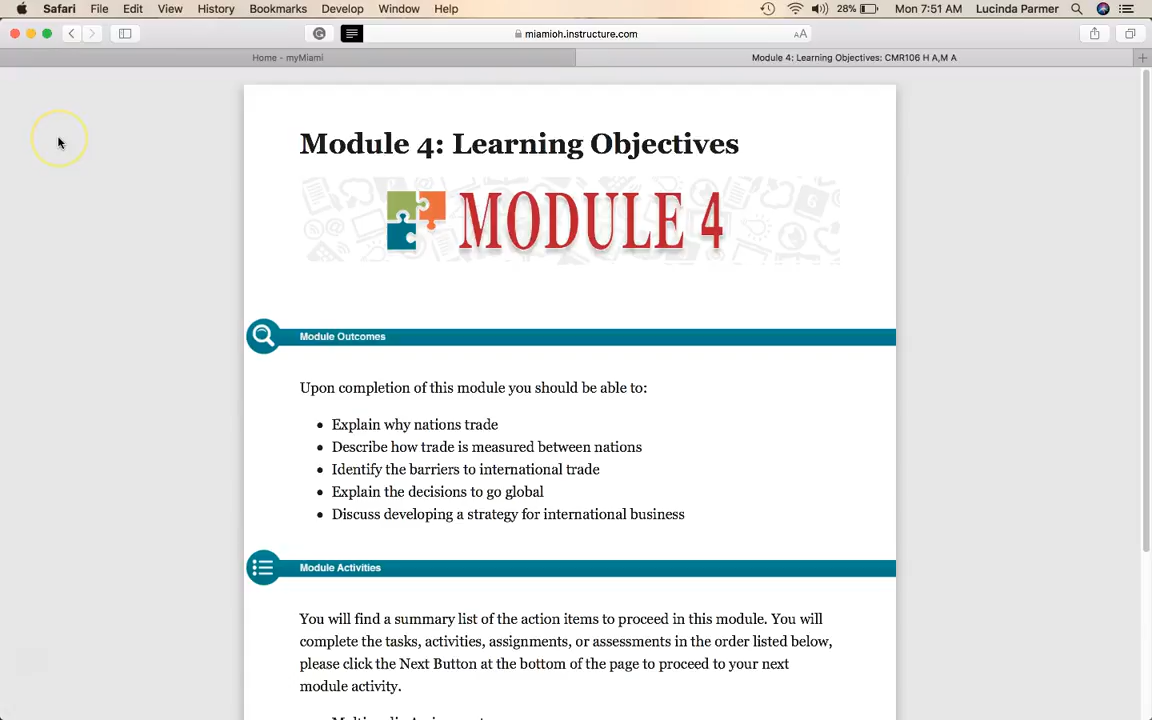 Safari File Edit View History Bookmarks Develop Window Help 28% Mon 7:51 AM Lucinda Parmer
miamioh.instructure.com
Home - myMiami
Module 4: Learning Objectives: CMR106 H A,M A
Module 4: Learning Objectives
MODULE 4
Module Outcomes
Upon completion of this module you should be able to:
• Explain why nations trade
• Describe how trade is measured between nations
• Identify the barriers to international trade
• Explain the decisions to go global
• Discuss developing a strategy for international business
Module Activities
You will find a summary list of the action items to proceed in this module. You will
complete the tasks, activities, assignments, or assessments in the order listed below,
please click the Next Button at the bottom of the page to proceed to your next
module activity.